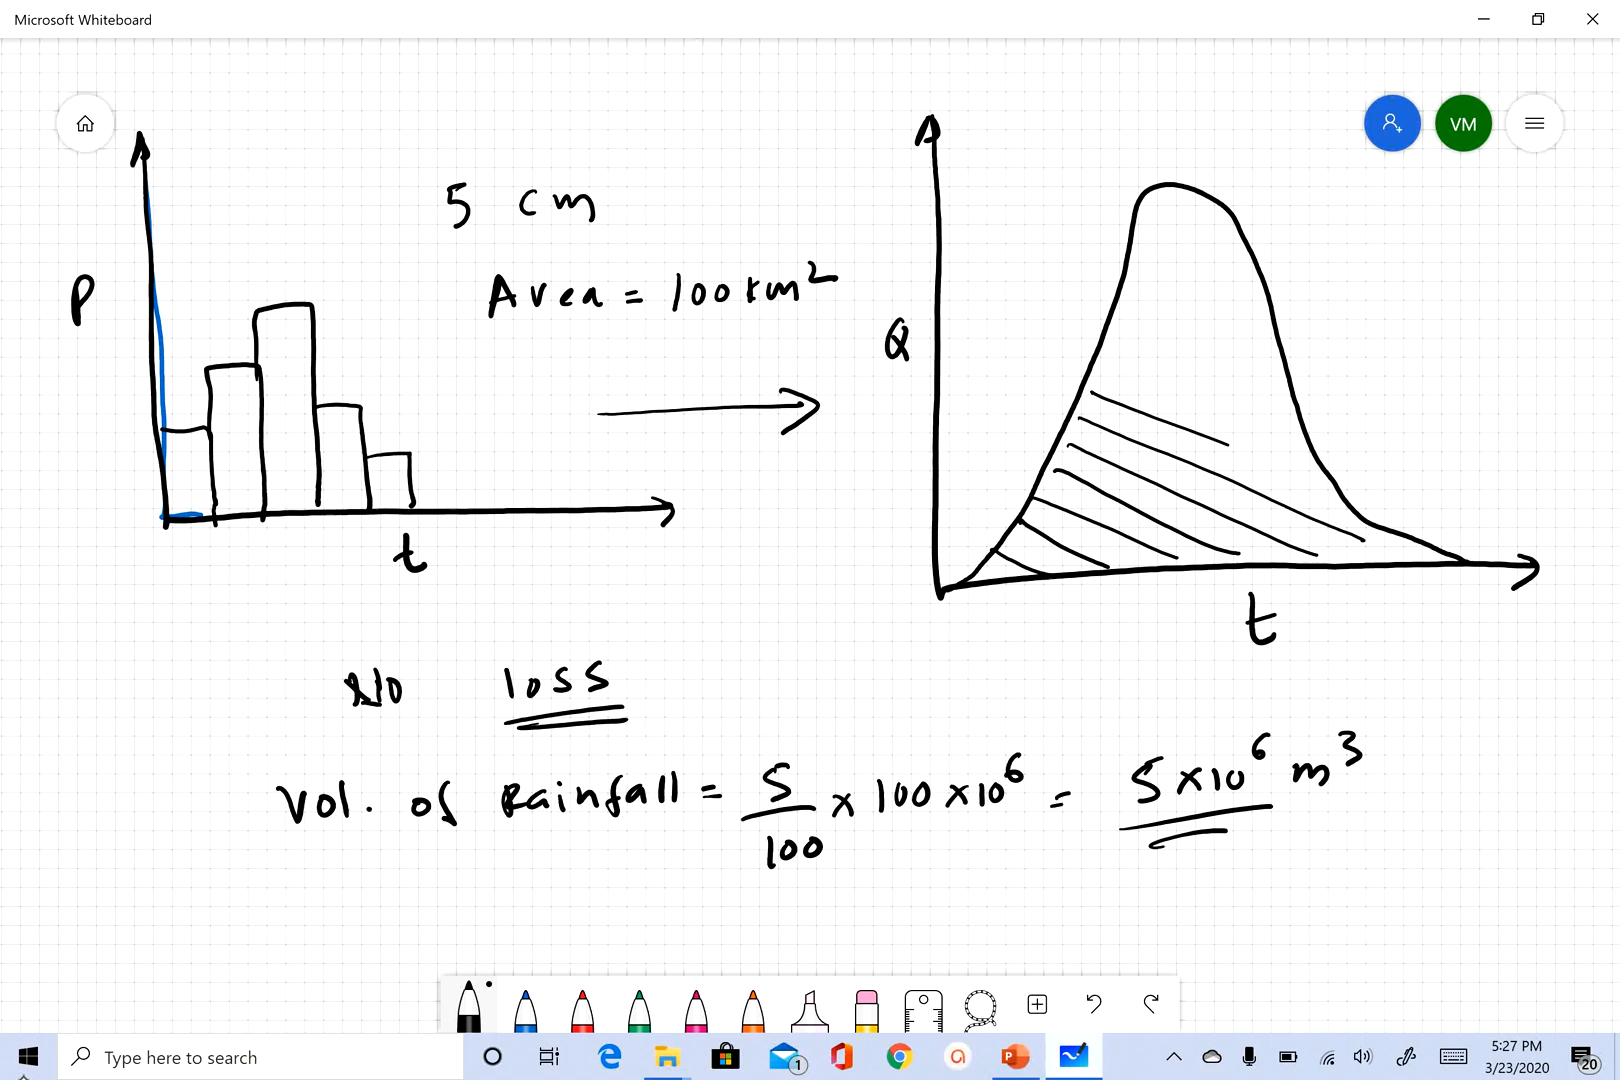 Microsoft Whiteboard
VM
5 cm
Area = 100 km²
P
Q
t
t
No loss
Vol. of Rainfall = 5/100 × 100 × 10⁶ = 5 × 10⁶ m³
Type here to search
1
5:27 PM
3/23/2020
20